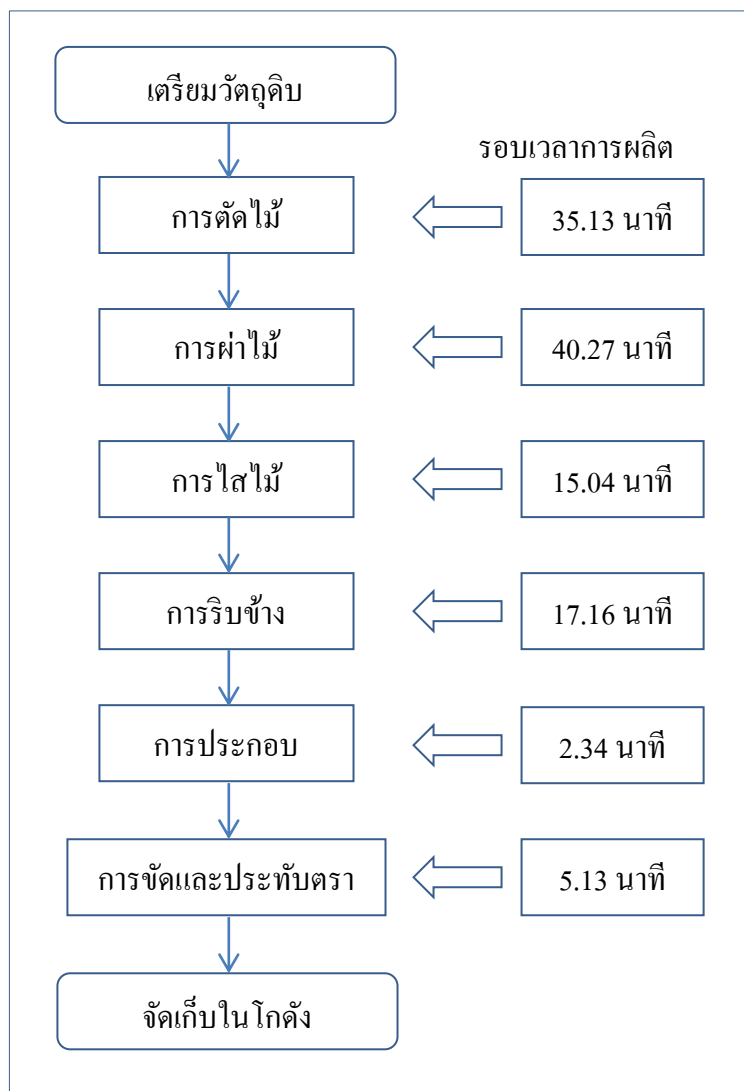 เตรียมวัตถุดิบ
รอบเวลาการผลิต
การตัดไม้
35.13 นาที
การผ่าไม้
40.27 นาที
การไสไม้
15.04 นาที
การริบข้าง
17.16 นาที
การประกอบ
2.34 นาที
การขัดและประทับตรา
5.13 นาที
จัดเก็บในโกดัง